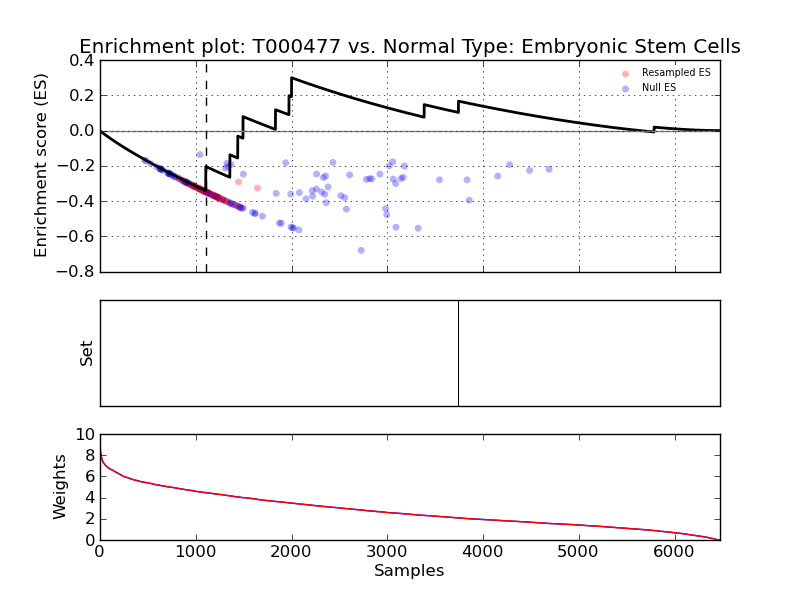 Enrichment plot: T000477 vs. Normal Type: Embryonic Stem Cells
0.4
0.2
0.0
−0.2
−0.4
−0.6
−0.8
Enrichment score (ES)
Resampled ES
Null ES
Set
10
8
6
4
2
0
Weights
0 1000 2000 3000 4000 5000 6000
Samples